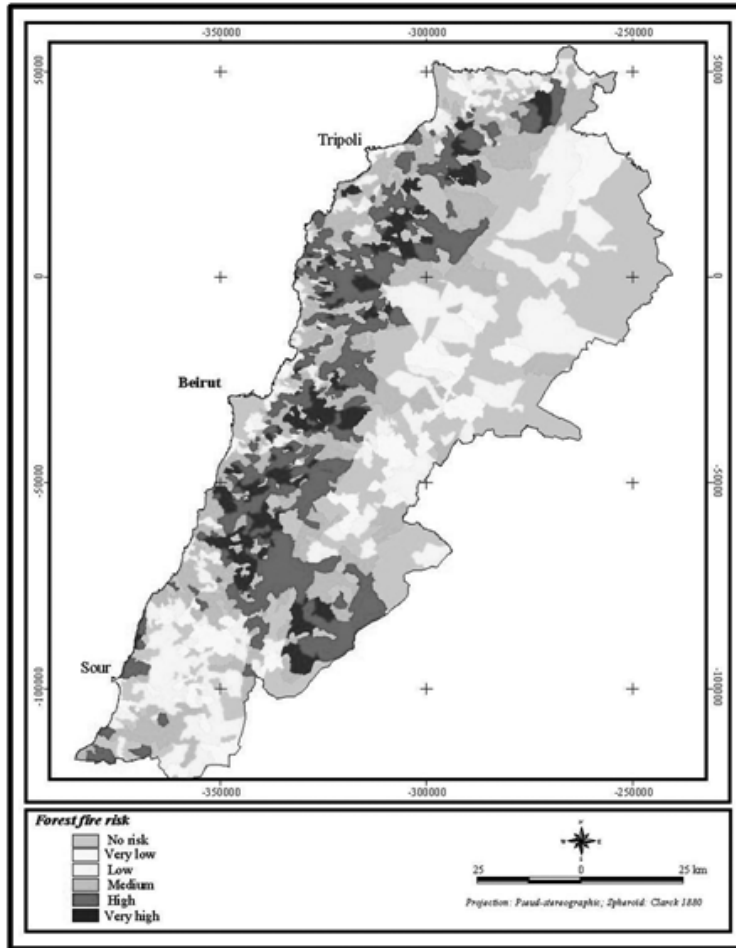 -350000 -300000 -250000
50000 50000
Tripoli
0 0
Beirut
-50000 -50000
Sour
-100000 -100000
-350000 -300000 -250000
Forest fire risk
No risk
Very low
Low
Medium
High
Very high
25 0 25 km
Projection: Pseud-stereographic; Spheroid: Clarck 1880